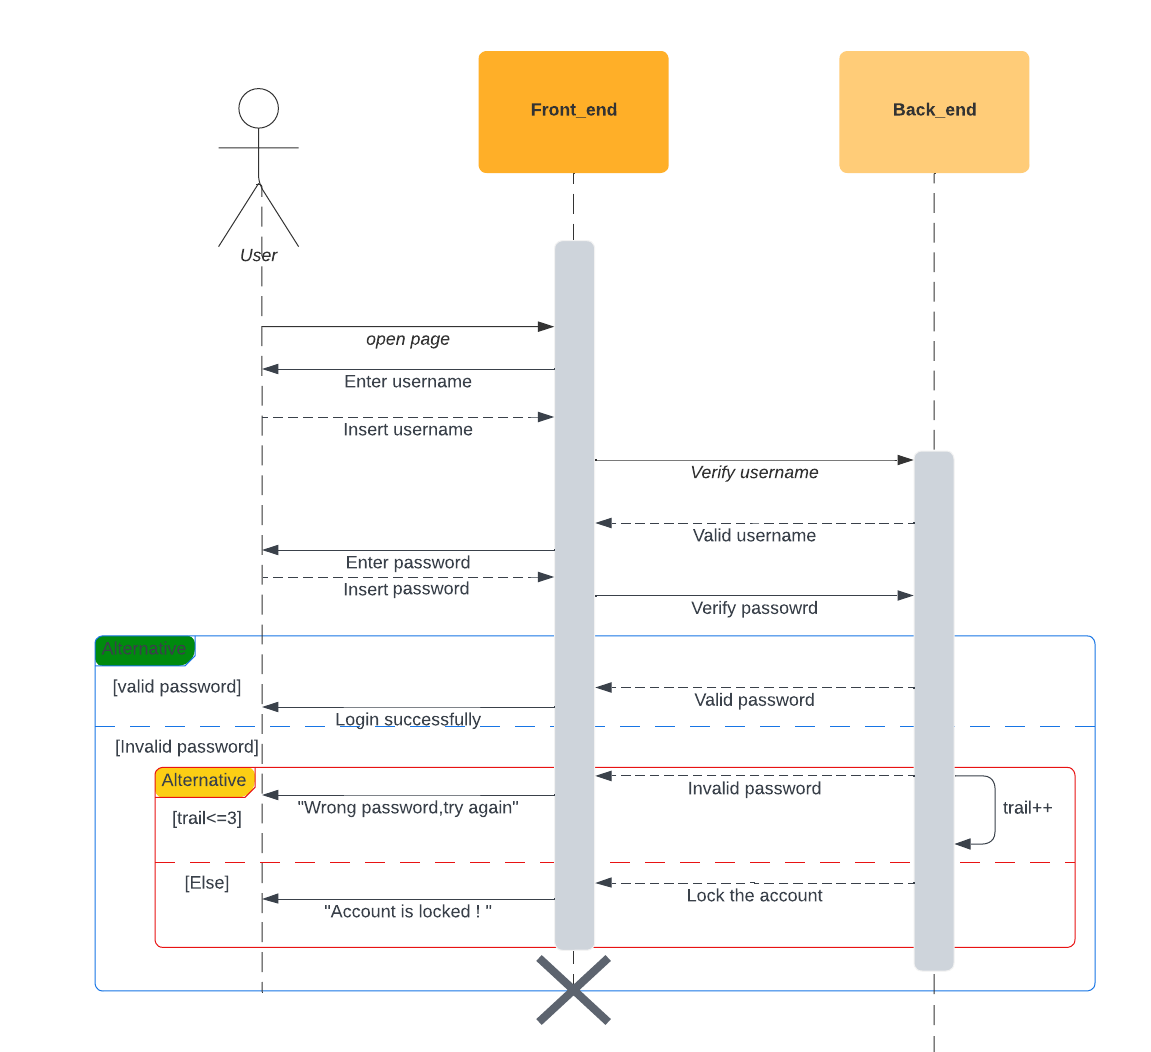 Front_end
Back_end
User
open page
Enter username
Insert username
Verify username
Valid username
Enter password
Insert password
Verify passowrd
Alternative
[valid password]
Valid password
Login successfully
[Invalid password]
Alternative
Invalid password
"Wrong password,try again"
trail++
[trail<=3]
[Else]
Lock the account
"Account is locked ! "